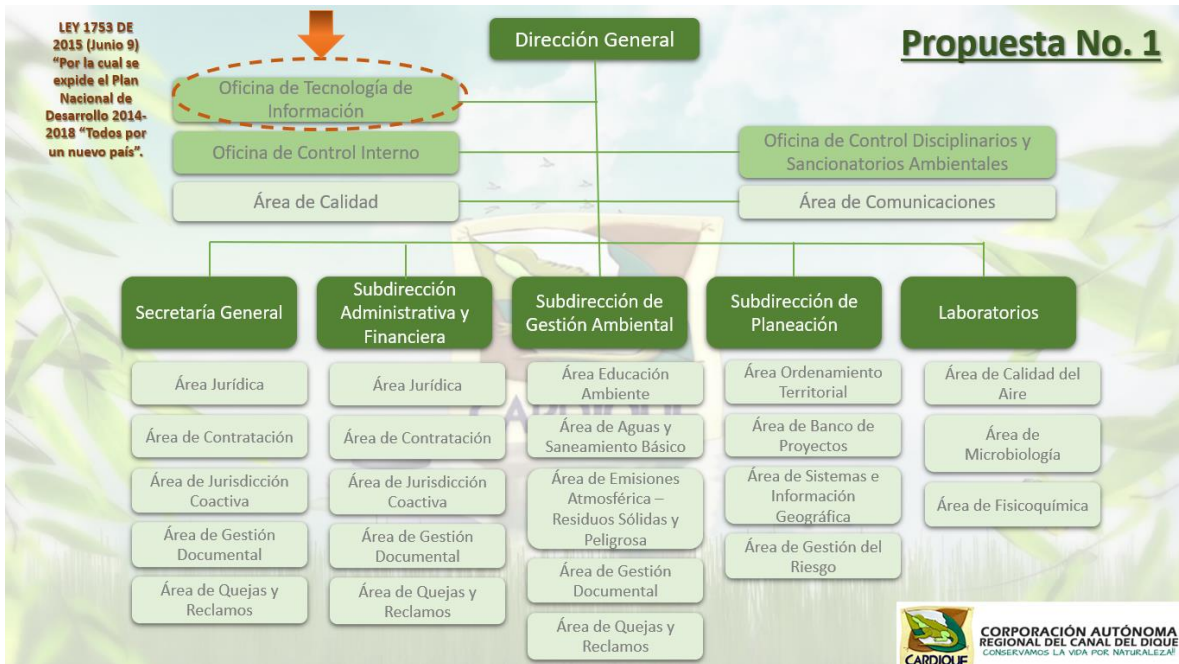 LEY 1753 DE
2015 (Junio 9)
“Por la cual se
expide el Plan
Nacional de
Desarrollo 2014-
2018 “Todos por
un nuevo país”.
Dirección General
Propuesta No. 1
Oficina de Tecnología de
Información
Oficina de Control Interno
Oficina de Control Disciplinarios y
Sancionatorios Ambientales
Área de Calidad
Área de Comunicaciones
Secretaría General
Subdirección
Administrativa y
Financiera
Subdirección de
Gestión Ambiental
Subdirección de
Planeación
Laboratorios
Área Jurídica
Área de Contratación
Área de Jurisdicción
Coactiva
Área de Gestión
Documental
Área de Quejas y
Reclamos
Área Jurídica
Área de Contratación
Área de Jurisdicción
Coactiva
Área de Gestión
Documental
Área de Quejas y
Reclamos
Área Educación
Ambiente
Área de Aguas y
Saneamiento Básico
Área de Emisiones
Atmosférica –
Residuos Sólidas y
Peligrosa
Área de Gestión
Documental
Área de Quejas y
Reclamos
Área Ordenamiento
Territorial
Área de Banco de
Proyectos
Área de Sistemas e
Información
Geográfica
Área de Gestión del
Riesgo
Área de Calidad del
Aire
Área de
Microbiología
Área de Fisicoquímica
CARDIQUE
CARDIQUE
CORPORACIÓN AUTÓNOMA
REGIONAL DEL CANAL DEL DIQUE
CONSERVAMOS LA VIDA POR NATURALEZA!!